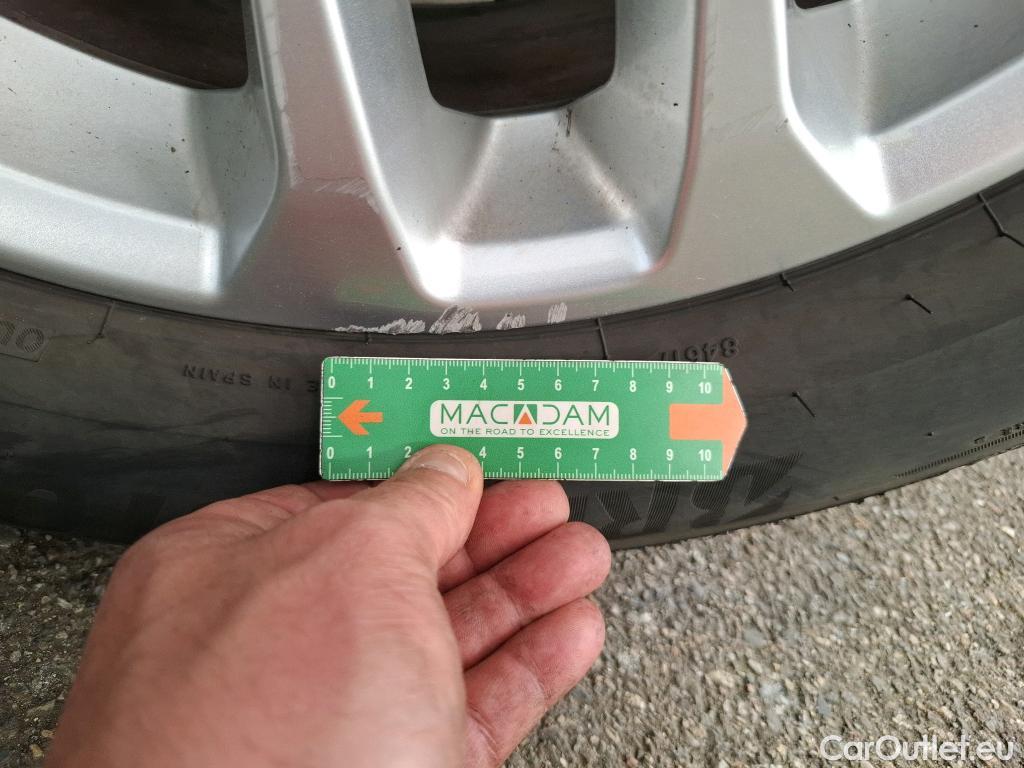 84617
E IN SPAIN
0 1 2 3 4 5 6 7 8 9 10
MACADAM
ON THE ROAD TO EXCELLENCE
0 1 2 4 5 6 7 8 9 10
CarOutlet.eu